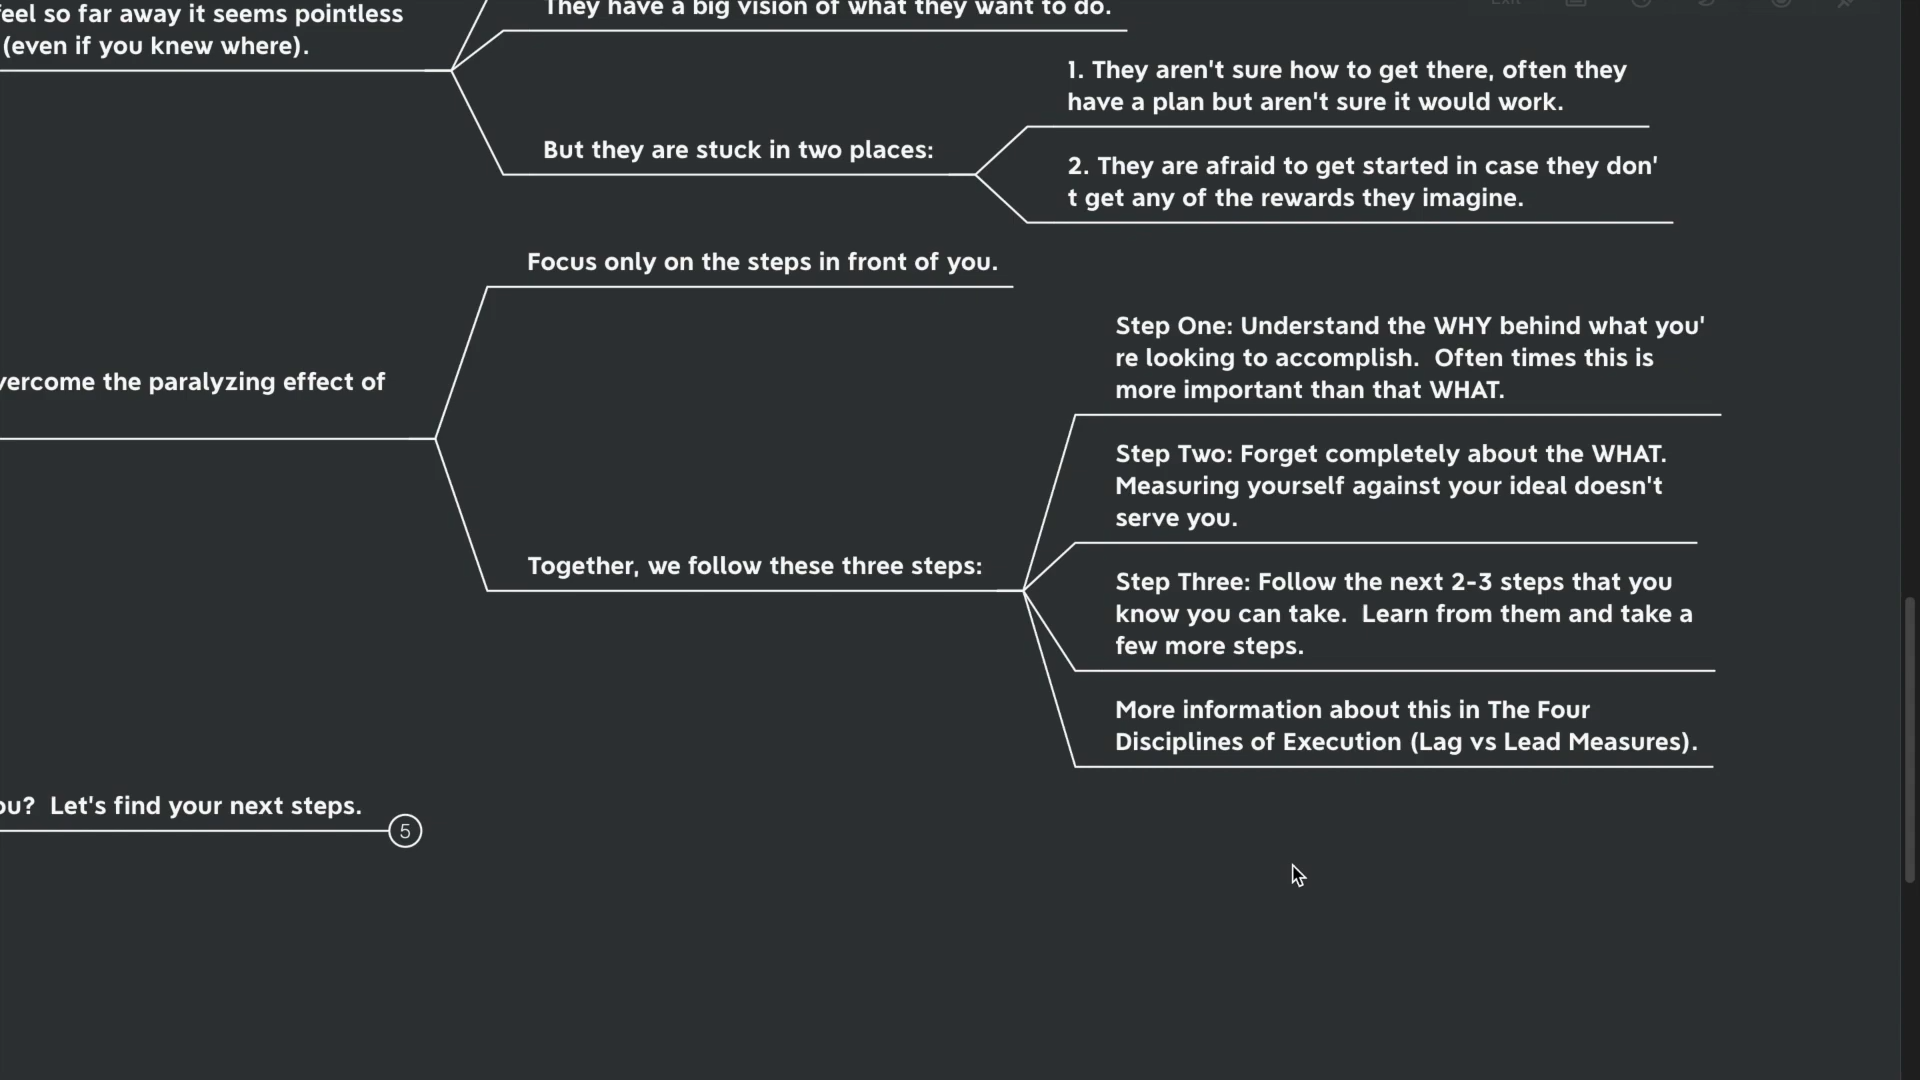 feel so far away it seems pointless
(even if you knew where).
They have a big vision of what they want to do.
But they are stuck in two places:
1. They aren't sure how to get there, often they
have a plan but aren't sure it would work.
2. They are afraid to get started in case they don'
t get any of the rewards they imagine.
vercome the paralyzing effect of
Focus only on the steps in front of you.
Together, we follow these three steps:
Step One: Understand the WHY behind what you'
re looking to accomplish.  Often times this is
more important than that WHAT.
Step Two: Forget completely about the WHAT.
Measuring yourself against your ideal doesn't
serve you.
Step Three: Follow the next 2-3 steps that you
know you can take.  Learn from them and take a
few more steps.
More information about this in The Four
Disciplines of Execution (Lag vs Lead Measures).
ou?  Let's find your next steps.
5